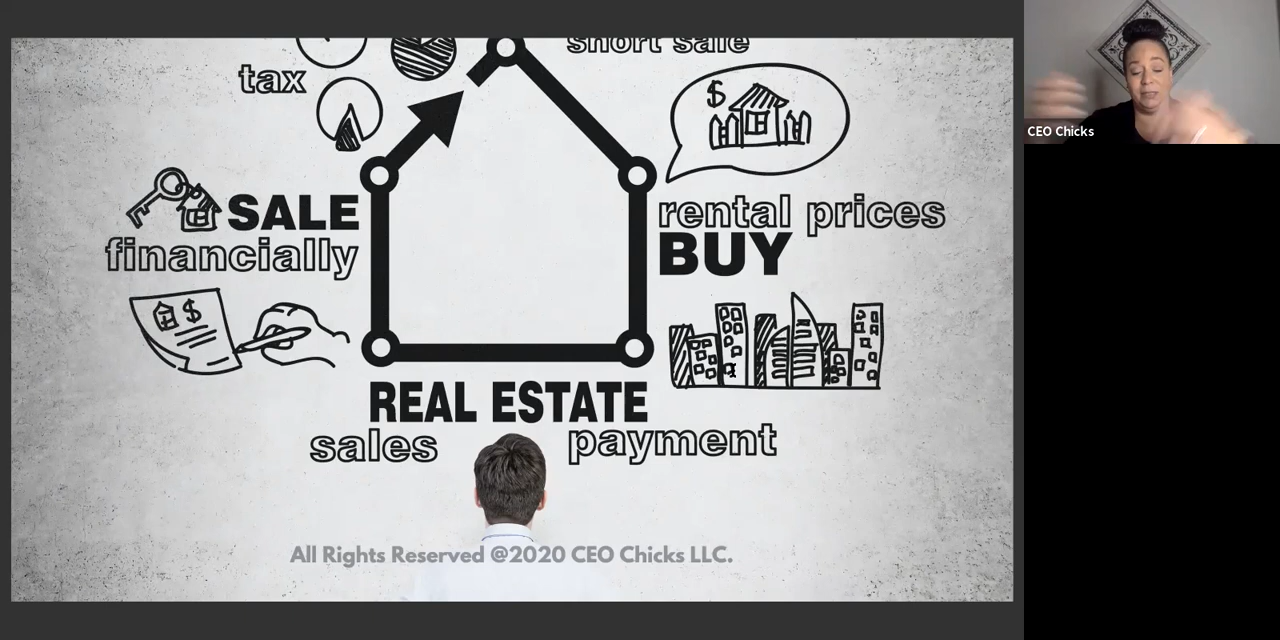 short sale
tax
$
SALE
rental prices
financially
BUY
$
REAL ESTATE
sales
payment
All Rights Reserved @2020 CEO Chicks LLC.
CEO Chicks